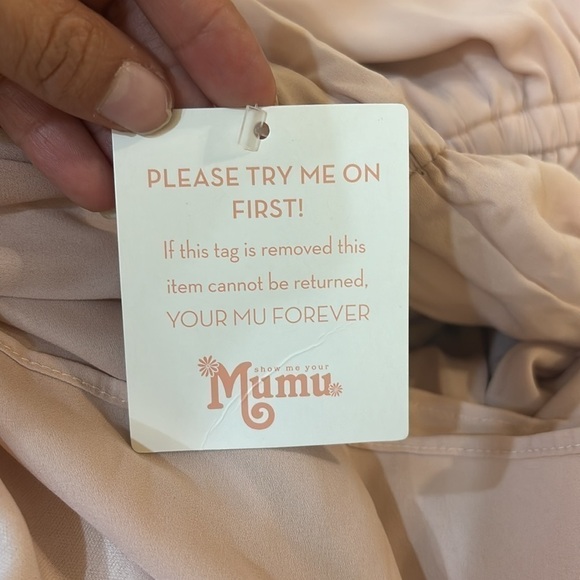 PLEASE TRY ME ON
FIRST!
If this tag is removed this
item cannot be returned,
YOUR MU FOREVER
show me your
Mumu